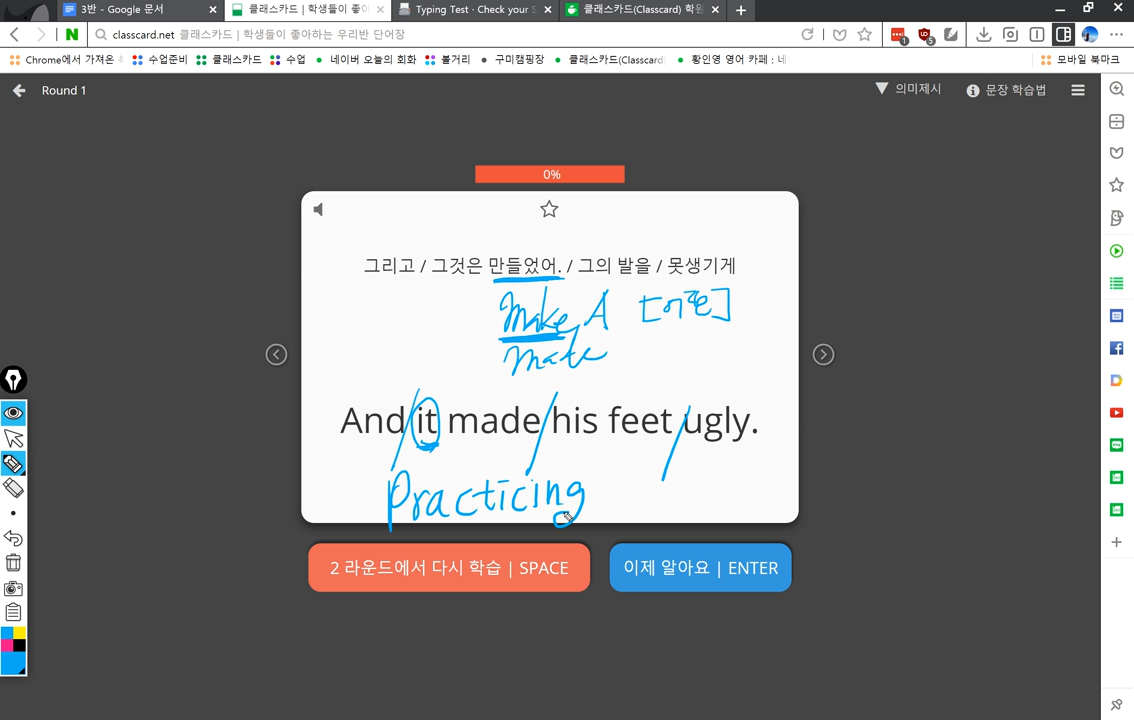 3반 - Google 문서
클래스카드 | 학생들이 좋아
Typing Test - Check your S
클래스카드(Classcard) 학원
N
classcard.net 클래스카드 | 학생들이 좋아하는 우리반 단어장
1
5
Chrome에서 가져온
수업준비
클래스카드
수업
네이버 오늘의 회화
볼거리
구미캠핑장
클래스카드(Classcard
황인영 영어 카페 : 네
모바일 북마크
Round 1
의미제시
문장 학습법
0%
그리고 / 그것은 만들었어. / 그의 발을 / 못생기게
Make A
made
And it made his feet ugly.
Practicing
2 라운드에서 다시 학습 | SPACE
이제 알아요 | ENTER